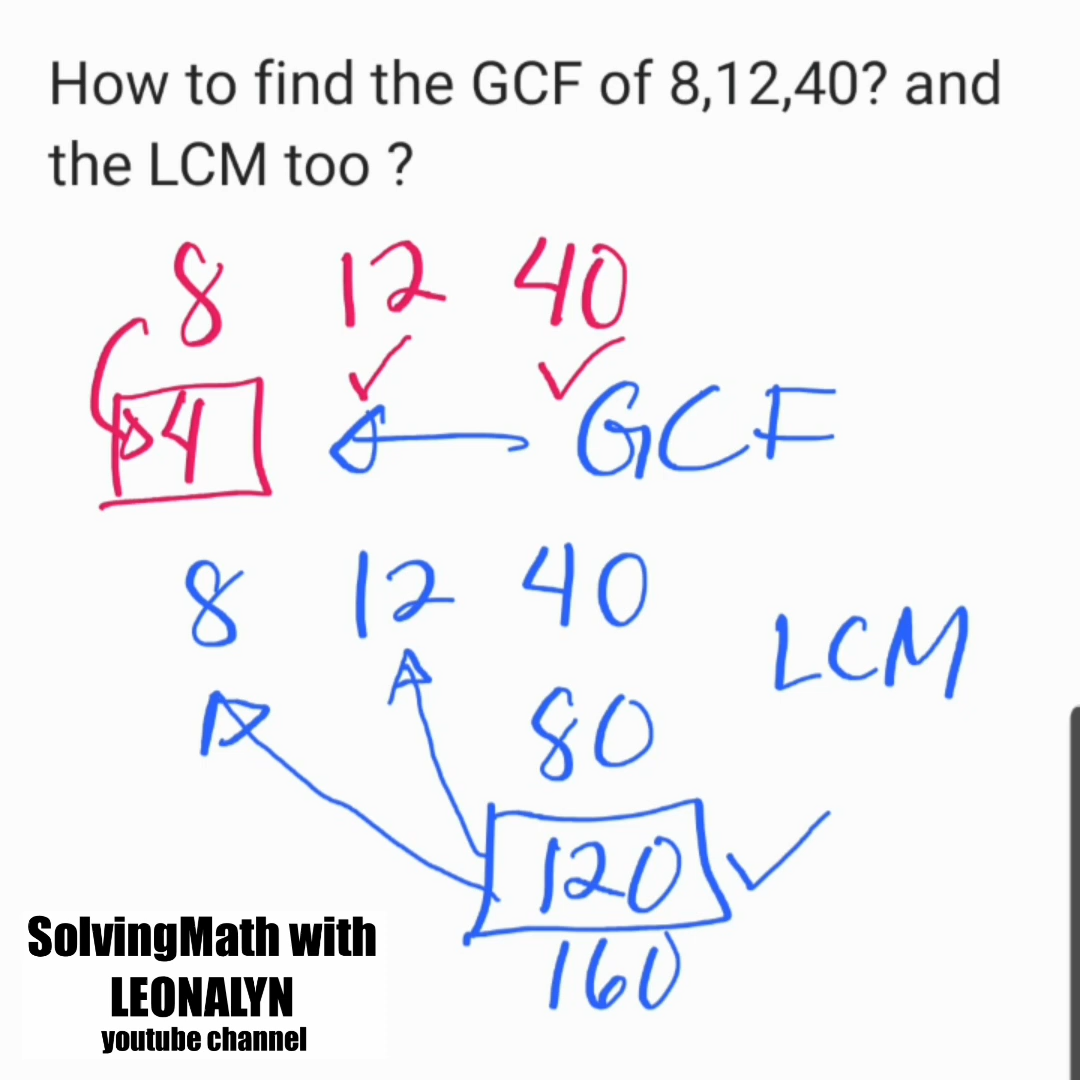 How to find the GCF of 8,12,40? and
the LCM too ?
8 12 40
4 GCF
8 12 40
LCM
80
120
160
SolvingMath with
LEONALYN
youtube channel